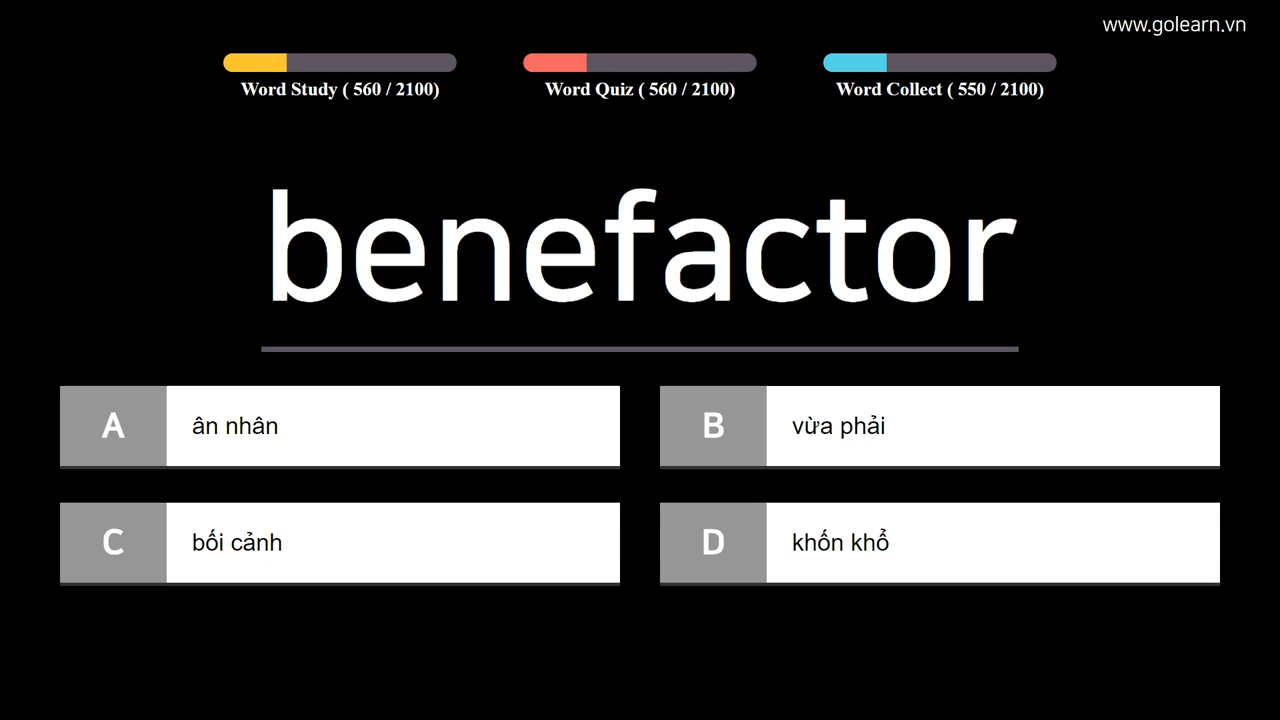 www.golearn.vn
Word Study ( 560 / 2100)
Word Quiz ( 560 / 2100)
Word Collect ( 550 / 2100)
benefactor
A
ân nhân
B
vừa phải
C
bối cảnh
D
khốn khổ